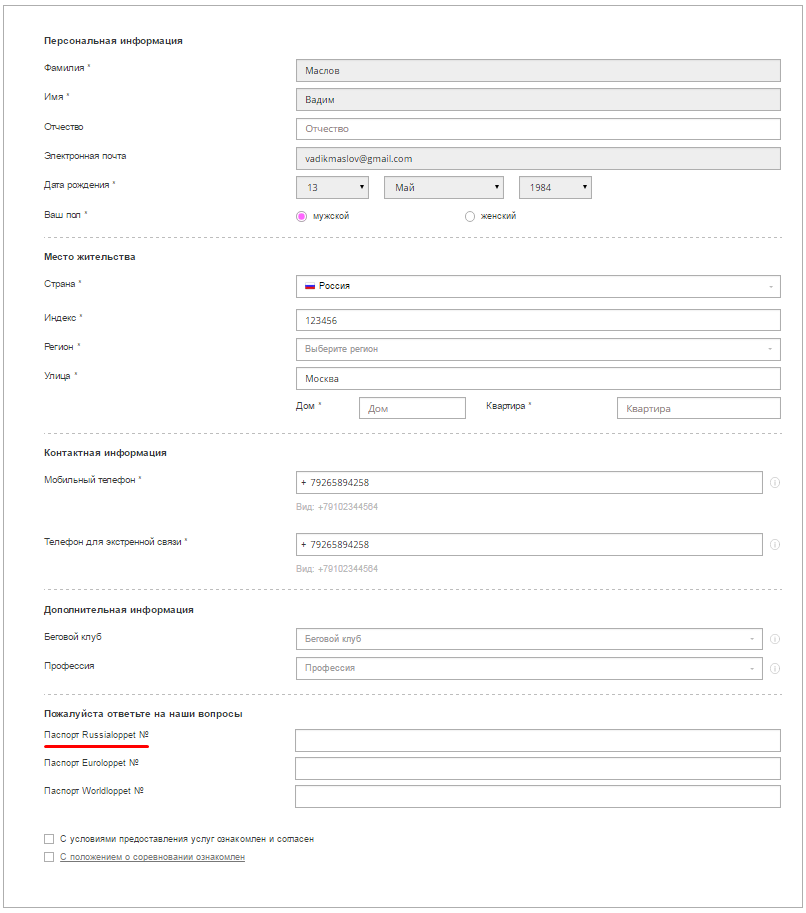 Персональная информация
Фамилия * Маслов
Имя * Вадим
Отчество Отчество
Электронная почта vadikmaslov@gmail.com
Дата рождения * 13 Май 1984
Ваш пол * мужской женский
Место жительства
Страна * Россия
Индекс * 123456
Регион * Выберите регион
Улица * Москва
Дом * Дом Квартира * Квартира
Контактная информация
Мобильный телефон * + 79265894258
Вид: +79102344564
Телефон для экстренной связи * + 79265894258
Вид: +79102344564
Дополнительная информация
Беговой клуб Беговой клуб
Профессия Профессия
Пожалуйста ответьте на наши вопросы
Паспорт Russialoppet №
Паспорт Euroloppet №
Паспорт Worldloppet №
С условиями предоставления услуг ознакомлен и согласен
С положением о соревновании ознакомлен